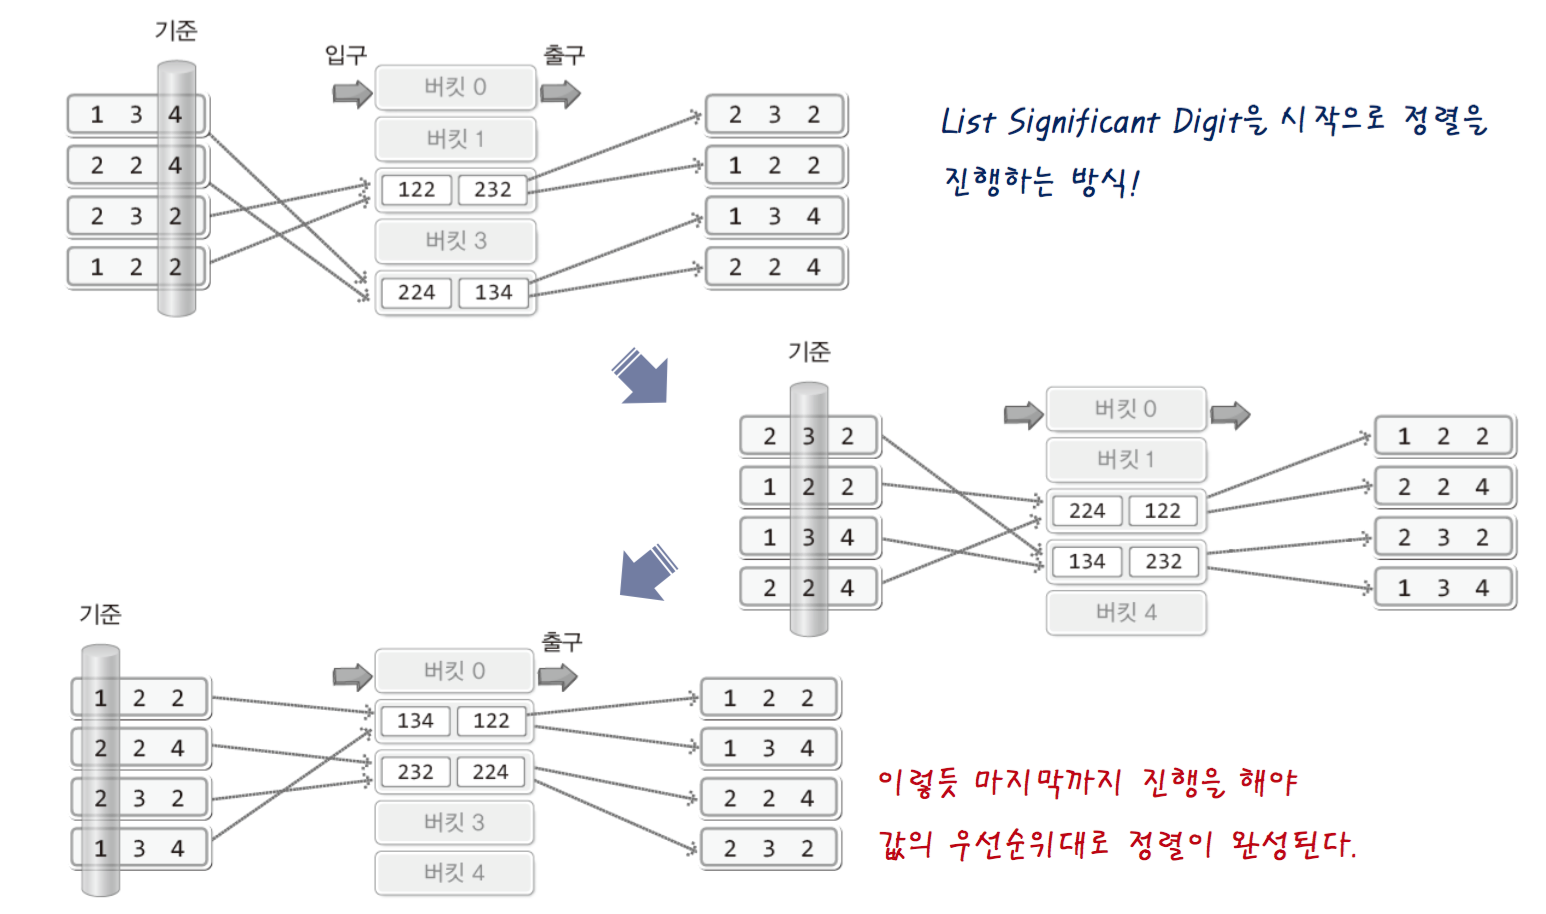 기준
입구 출구
버킷 0
1 3 4
2 2 4
2 3 2
1 2 2
버킷 1
122 232
버킷 3
224 134
2 3 2
1 2 2
1 3 4
2 2 4
List Significant Digit을 시작으로 정렬을
진행하는 방식!
기준
2 3 2
1 2 2
1 3 4
2 2 4
버킷 0
버킷 1
224 122
134 232
버킷 4
1 2 2
2 2 4
2 3 2
1 3 4
기준
출구
1 2 2
2 2 4
2 3 2
1 3 4
버킷 0
134 122
232 224
버킷 3
버킷 4
1 2 2
1 3 4
2 2 4
2 3 2
이렇듯 마지막까지 진행을 해야
값의 우선순위대로 정렬이 완성된다.